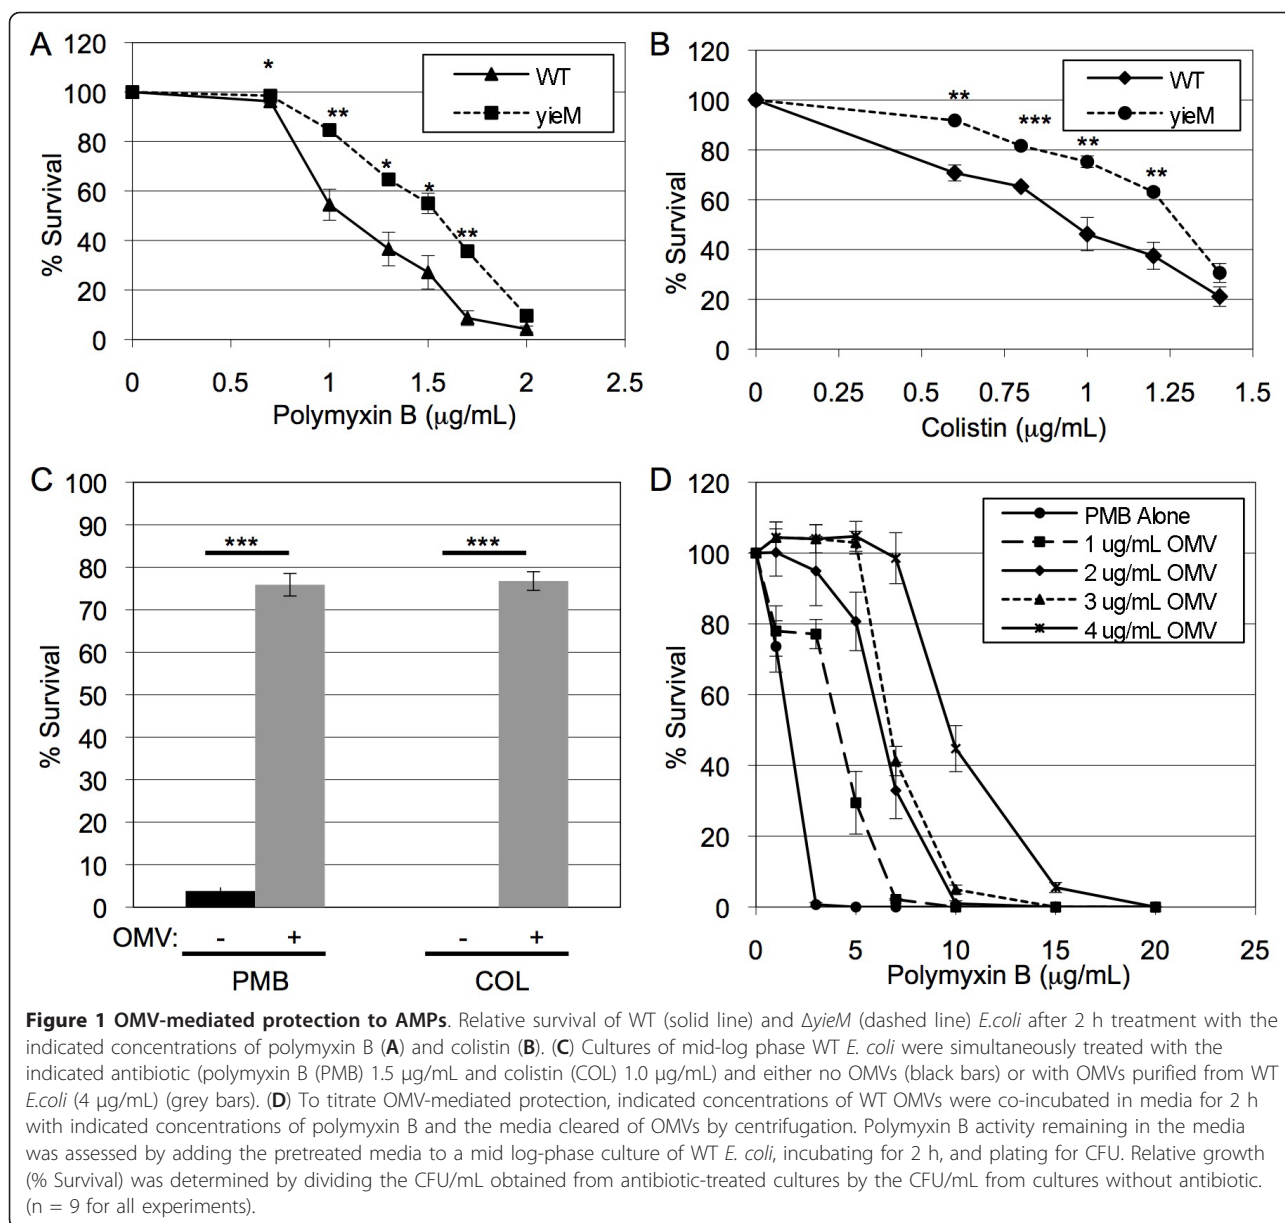 A
120
100
80
60
40
20
0
% Survival
*
**
*
*
**
WT
yieM
0 0.5 1 1.5 2 2.5
Polymyxin B (μg/mL)
B
120
100
80
60
40
20
0
% Survival
**
***
**
**
WT
yieM
0 0.25 0.75 1 1.25 1.5
Colistin (μg/mL)
C
100
90
80
70
60
50
40
30
20
10
0
% Survival
*** ***
OMV: - + - +
PMB COL
D
120
100
80
60
40
20
0
% Survival
PMB Alone
1 ug/mL OMV
2 ug/mL OMV
3 ug/mL OMV
4 ug/mL OMV
0 5 10 15 20 25
Polymyxin B (μg/mL)
Figure 1 OMV-mediated protection to AMPs. Relative survival of WT (solid line) and ΔyieM (dashed line) E.coli after 2 h treatment with the
indicated concentrations of polymyxin B (A) and colistin (B). (C) Cultures of mid-log phase WT E. coli were simultaneously treated with the
indicated antibiotic (polymyxin B (PMB) 1.5 μg/mL and colistin (COL) 1.0 μg/mL) and either no OMVs (black bars) or with OMVs purified from WT
E.coli (4 μg/mL) (grey bars). (D) To titrate OMV-mediated protection, indicated concentrations of WT OMVs were co-incubated in media for 2 h
with indicated concentrations of polymyxin B and the media cleared of OMVs by centrifugation. Polymyxin B activity remaining in the media
was assessed by adding the pretreated media to a mid log-phase culture of WT E. coli, incubating for 2 h, and plating for CFU. Relative growth
(% Survival) was determined by dividing the CFU/mL obtained from antibiotic-treated cultures by the CFU/mL from cultures without antibiotic.
(n = 9 for all experiments).